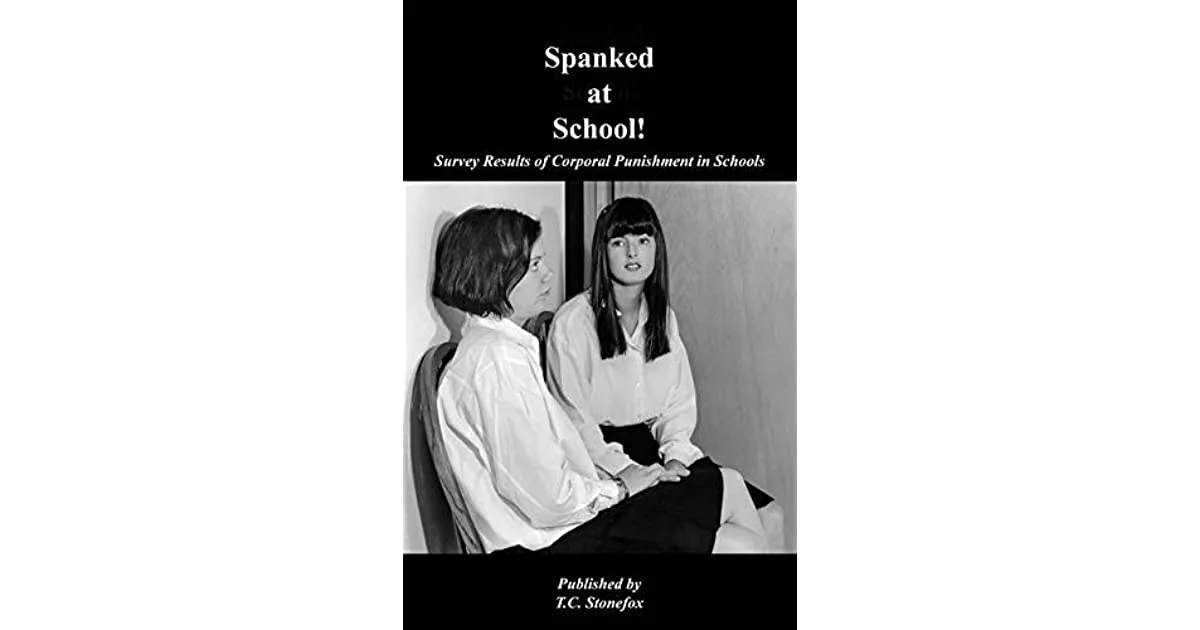 Spanked
at
School!
Survey Results of Corporal Punishment in Schools
Published by
T.C. Stonefox